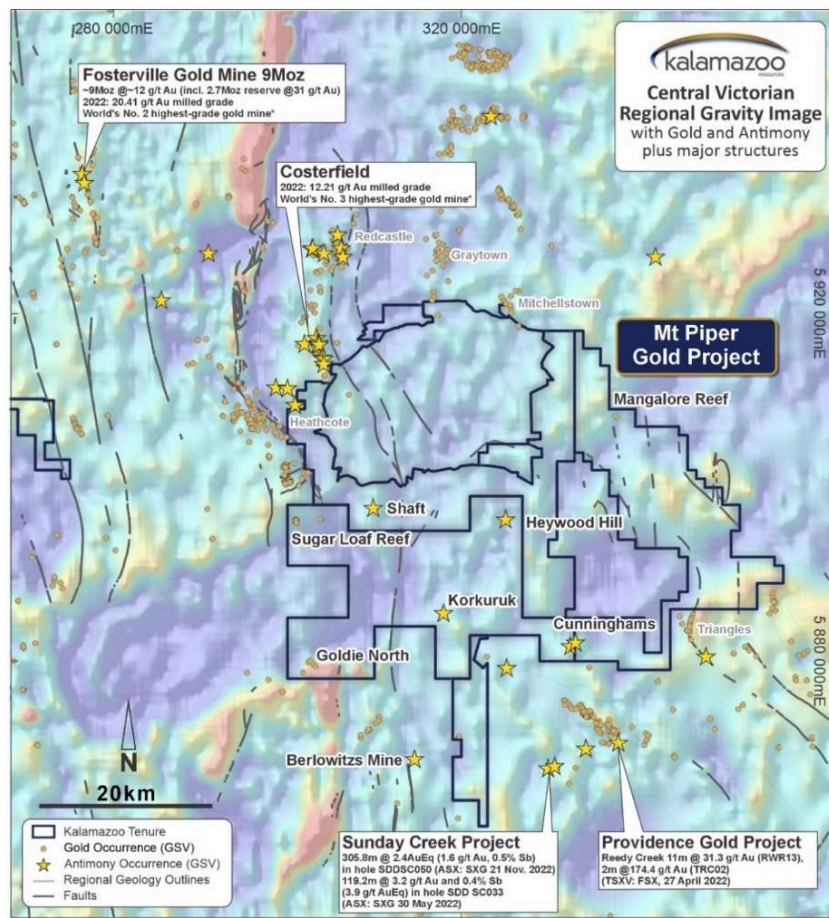 280 000mE
320 000mE
kalamazoo
RESOURCES
Central Victorian
Regional Gravity Image
with Gold and Antimony
plus major structures
Fosterville Gold Mine 9Moz
~9Moz @~12 g/t Au (incl. 2.7Moz reserve @31 g/t Au)
2022: 20.41 g/t Au milled grade
World's No. 2 highest-grade gold mine*
Costerfield
2022: 12.21 g/t Au milled grade
World's No. 3 highest-grade gold mine*
Redcastle
Graytown
Mitchellstown
5 920 000mE
Mt Piper
Gold Project
Mangalore Reef
Heathcote
Shaft
Sugar Loaf Reef
Heywood Hill
Korkuruk
Cunninghams
Triangles
5 880 000mE
Goldie North
Berlowitzs Mine
N
20km
Kalamazoo Tenure
Gold Occurrence (GSV)
Antimony Occurrence (GSV)
Regional Geology Outlines
Faults
Sunday Creek Project
305.8m @ 2.4AuEq (1.6 g/t Au, 0.5% Sb)
in hole SDDSC050 (ASX: SXG 21 Nov. 2022)
119.2m @ 3.2 g/t Au and 0.4% Sb
(3.9 g/t AuEq) in hole SDD SC033
(ASX: SXG 30 May 2022)
Providence Gold Project
Reedy Creek 11m @ 31.3 g/t Au (RWR13),
2m @174.4 g/t Au (TRC02)
(TSXV: FSX, 27 April 2022)